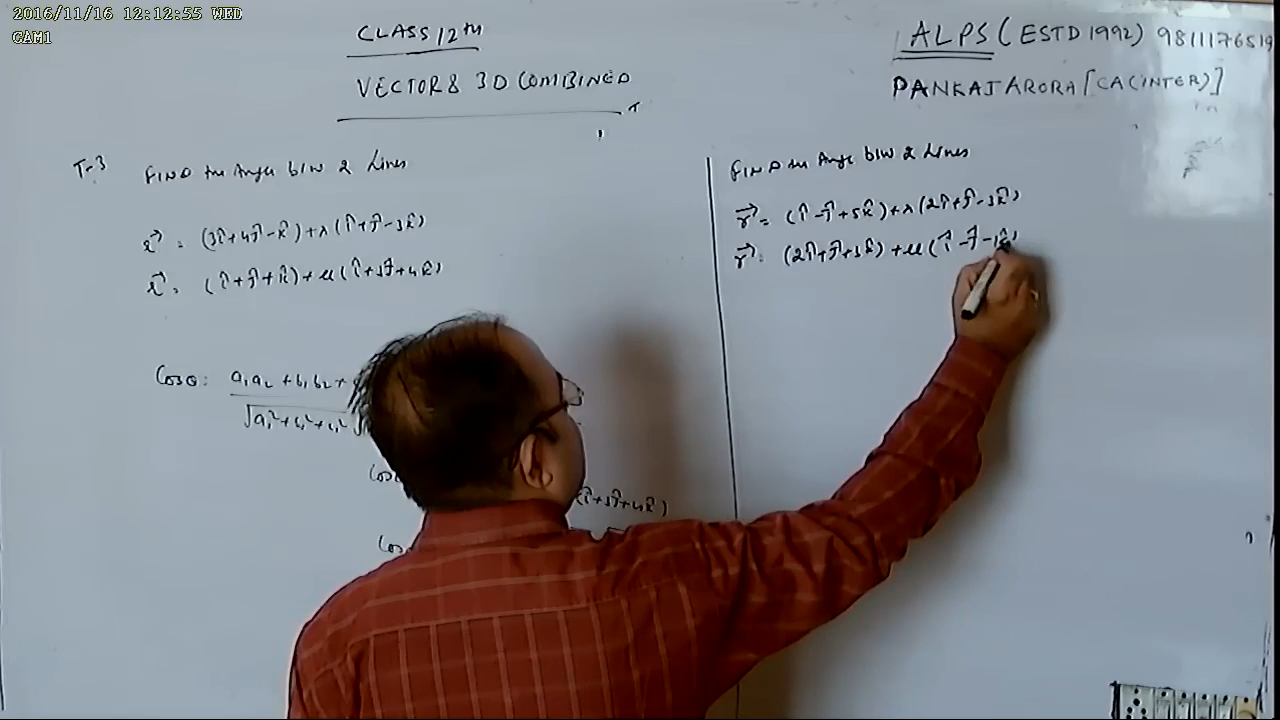 2016/11/16 12:12:55 WED
CAM1
CLASS 12th
VECTOR & 3D COMBINED
ALPS (ESTD 1992) 9811176519
PANKAJ ARORA [CA(INTER)]
T-3 FIND the Angle b/w 2 Lines
r⃗ = (3î+4ĵ-k̂)+λ(î+ĵ-3k̂)
r⃗ = (î+ĵ+k̂)+μ(î+3ĵ+4k̂)
Cosθ: a₁a₂ + b₁b₂ +
√a₁²+b₁²+c₁²
Cos
(î+3ĵ+4k̂)
Cos
FIND the Angle b/w 2 Lines
r⃗ = (î-ĵ+5k̂)+λ(2î+ĵ-3k̂)
r⃗ = (2î+ĵ+3k̂)+μ(î-ĵ-